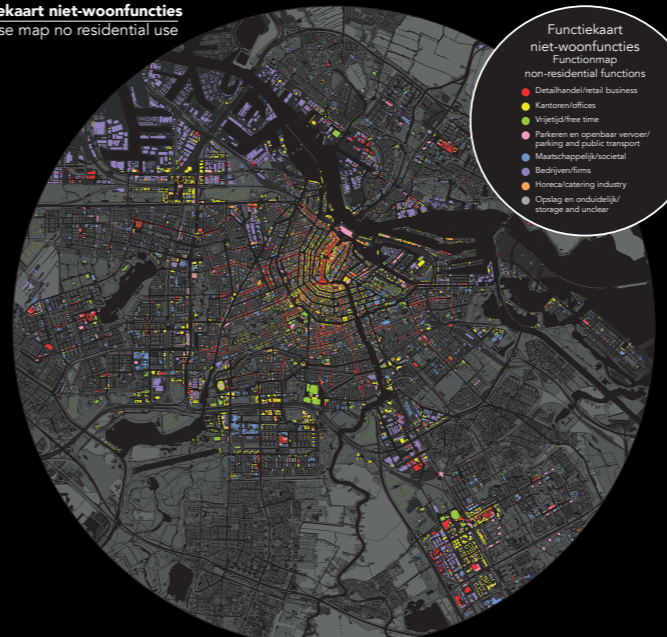 ekaart niet-woonfuncties
se map no residential use
Functiekaart
niet-woonfuncties
Functionmap
non-residential functions
Detailhandel/retail business
Kantoren/offices
Vrijetijd/free time
Parkeren en openbaar vervoer/
parking and public transport
Maatschappelijk/societal
Bedrijven/firms
Horeca/catering industry
Opslag en onduidelijk/
storage and unclear